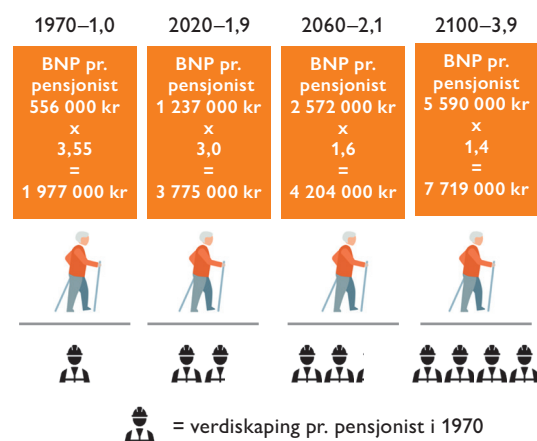 1970–1,0
BNP pr.
pensjonist
556 000 kr
x
3,55
=
1 977 000 kr
2020–1,9
BNP pr.
pensjonist
1 237 000 kr
x
3,0
=
3 775 000 kr
2060–2,1
BNP pr.
pensjonist
2 572 000 kr
x
1,6
=
4 204 000 kr
2100–3,9
BNP pr.
pensjonist
5 590 000 kr
x
1,4
=
7 719 000 kr
= verdiskaping pr. pensjonist i 1970